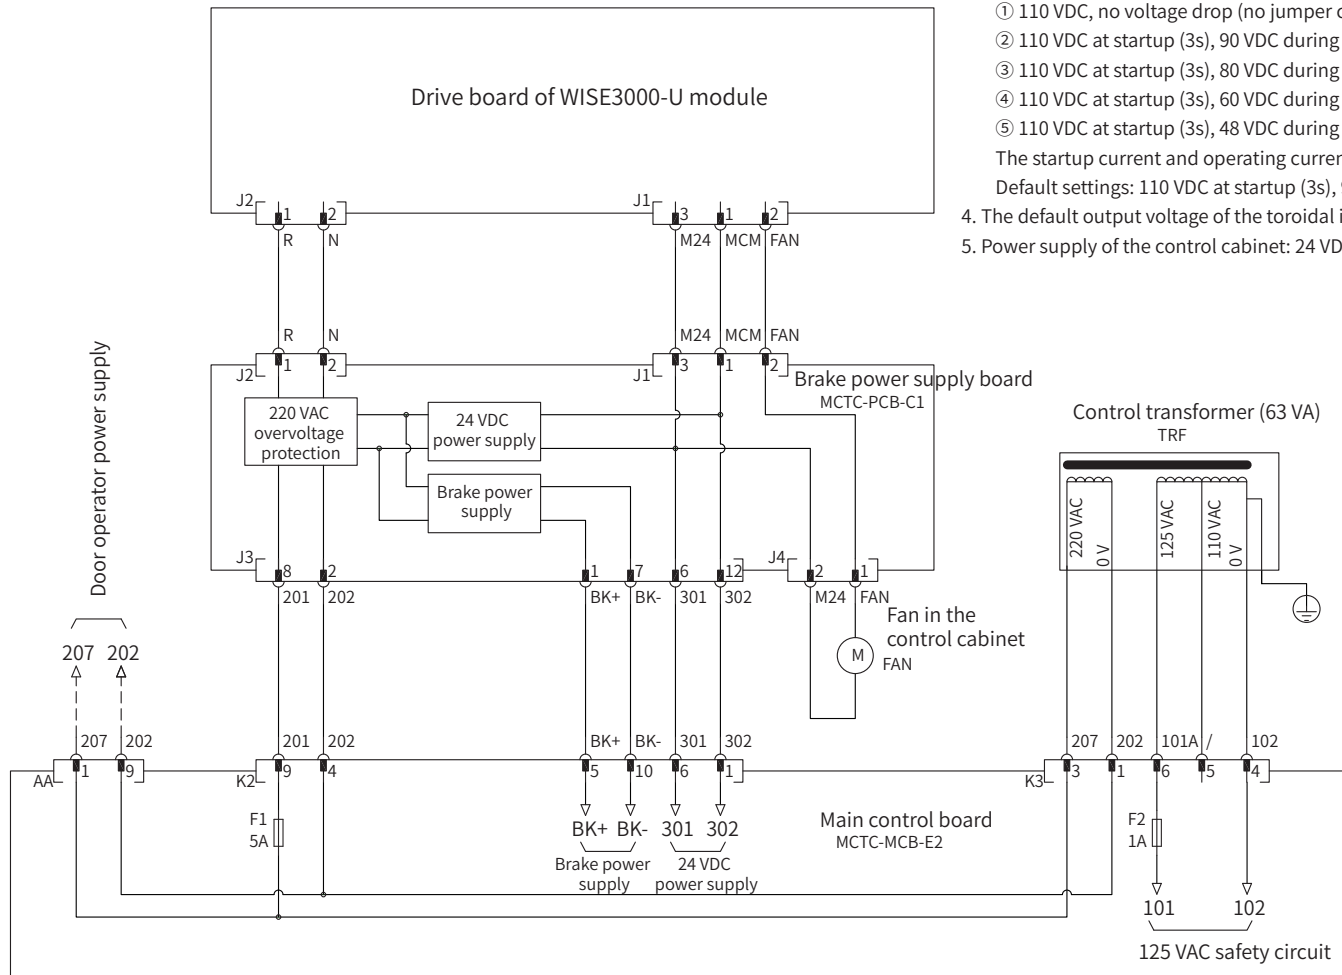 ① 110 VDC, no voltage drop (no jumper
② 110 VDC at startup (3s), 90 VDC during
③ 110 VDC at startup (3s), 80 VDC during
④ 110 VDC at startup (3s), 60 VDC during
⑤ 110 VDC at startup (3s), 48 VDC during
The startup current and operating
Default settings: 110 VDC at startup (3s),
4. The default output voltage of the toroidal
5. Power supply of the control cabinet: 24
Drive board of WISE3000-U module
J2 1 2 J1 3 1 2
R N M24 MCM FAN
R N M24 MCM FAN
J2 1 2 J1 3 1 2
Brake power supply board
MCTC-PCB-C1
220 VAC
overvoltage
protection
24 VDC
power supply
Brake power
supply
Door operator power supply
Control transformer (63 VA)
TRF
220 VAC
0 V
125 VAC
110 VAC
0 V
J3 8 2 1 7 6 12 J4 2 1
201 202 BK+ BK- 301 302 M24 FAN
Fan in the
control cabinet
M
FAN
207 202
207 202 201 202 BK+ BK- 301 302 207 202 101A / 102
AA 1 9 K2 9 4 5 10 6 1 K3 3 1 6 5 4
F1
5A
BK+ BK- 301 302
Brake power
supply
24 VDC
power supply
Main control board
MCTC-MCB-E2
F2
1A
101 102
125 VAC safety circuit